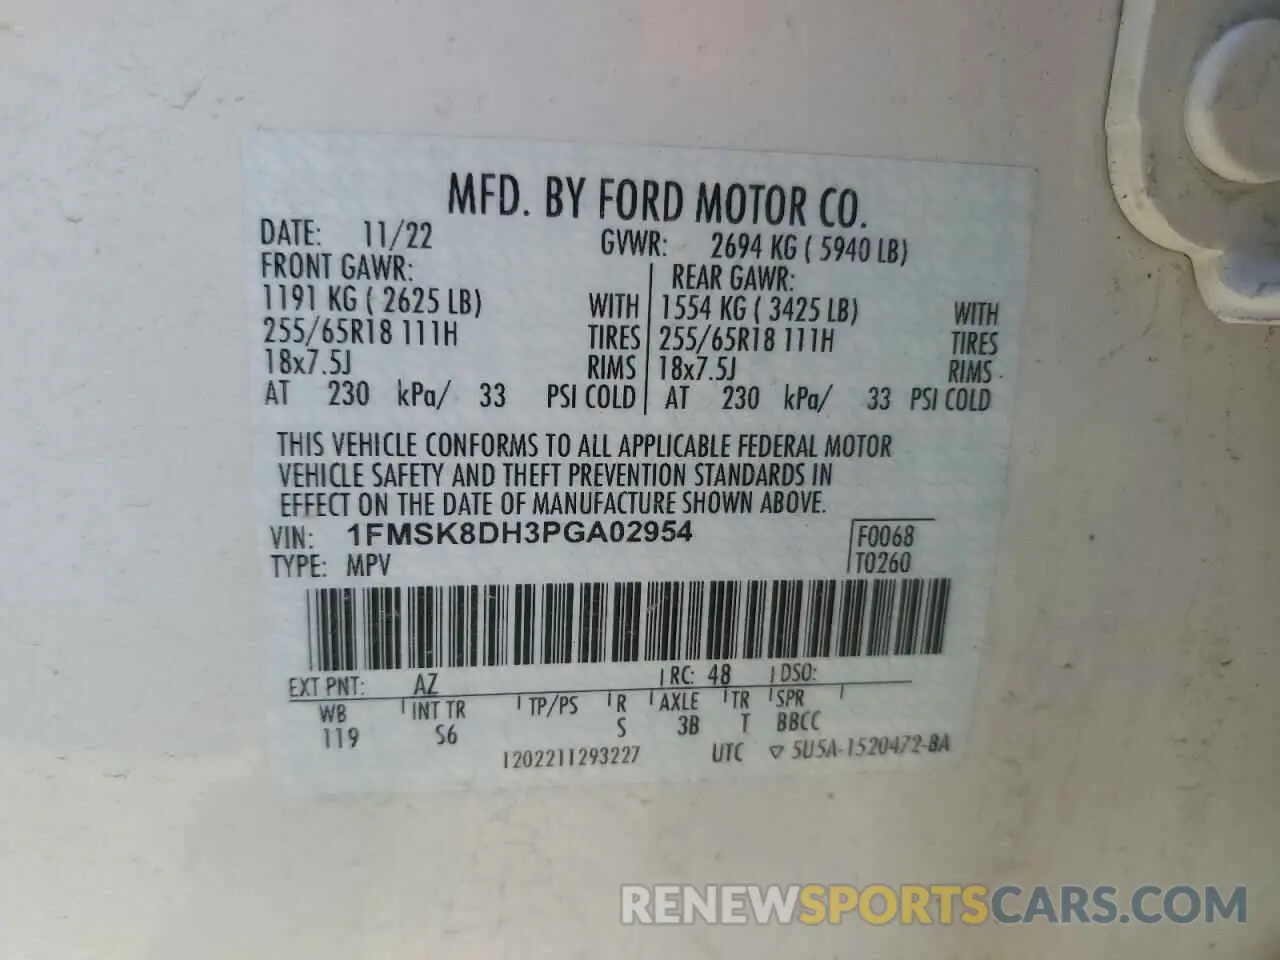 MFD. BY FORD MOTOR CO.
DATE: 11/22 GVWR: 2694 KG ( 5940 LB)
FRONT GAWR: REAR GAWR:
1191 KG ( 2625 LB) WITH 1554 KG ( 3425 LB) WITH
255/65R18 111H TIRES 255/65R18 111H TIRES
18x7.5J RIMS 18x7.5J RIMS
AT 230 kPa/ 33 PSI COLD AT 230 kPa/ 33 PSI COLD
THIS VEHICLE CONFORMS TO ALL APPLICABLE FEDERAL MOTOR
VEHICLE SAFETY AND THEFT PREVENTION STANDARDS IN
EFFECT ON THE DATE OF MANUFACTURE SHOWN ABOVE.
VIN: 1FMSK8DH3PGA02954 F0068
TYPE: MPV T0260
EXT PNT: AZ RC: 48 DSO:
WB INT TR TP/PS R AXLE TR SPR
119 S6 S 3B T BBCC
1202211293227 UTC ▽ 5U5A-1520472-BA
RENEWSPORTSCARS.COM